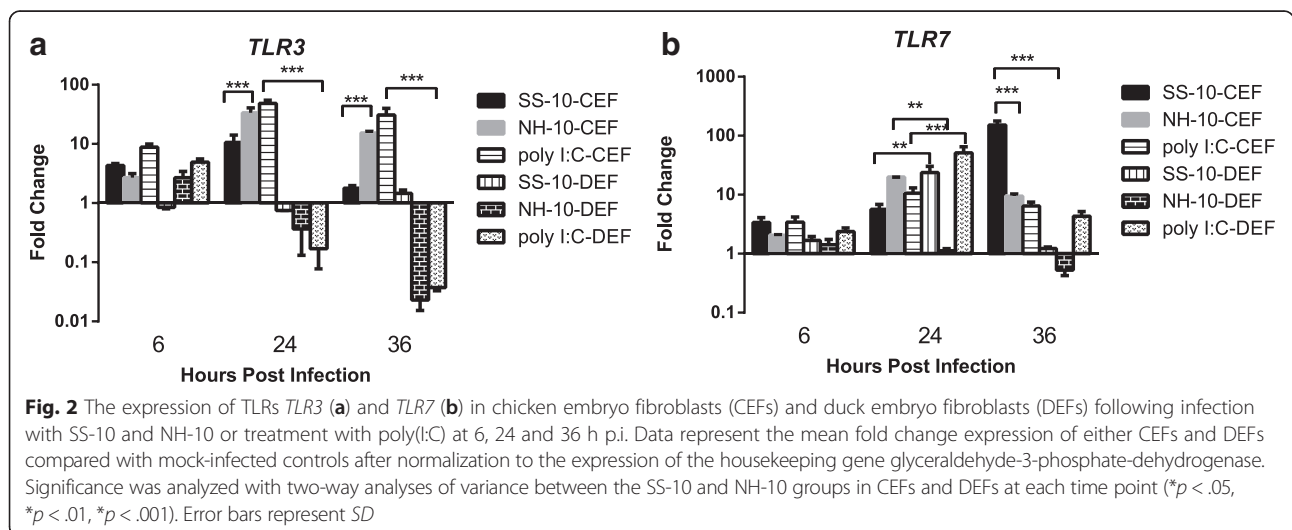 a
TLR3
***
***
***
***
100
10
1
0.1
0.01
Fold Change
6
24
36
Hours Post Infection
SS-10-CEF
NH-10-CEF
poly I:C-CEF
SS-10-DEF
NH-10-DEF
poly I:C-DEF
b
TLR7
***
***
**
***
**
1000
100
10
1
0.1
Fold Change
6
24
36
Hours Post Infection
SS-10-CEF
NH-10-CEF
poly I:C-CEF
SS-10-DEF
NH-10-DEF
poly I:C-DEF
Fig. 2 The expression of TLRs TLR3 (a) and TLR7 (b) in chicken embryo fibroblasts (CEFs) and duck embryo fibroblasts (DEFs) following infection
with SS-10 and NH-10 or treatment with poly(I:C) at 6, 24 and 36 h p.i. Data represent the mean fold change expression of either CEFs and DEFs
compared with mock-infected controls after normalization to the expression of the housekeeping gene glyceraldehyde-3-phosphate-dehydrogenase.
Significance was analyzed with two-way analyses of variance between the SS-10 and NH-10 groups in CEFs and DEFs at each time point (*p < .05,
*p < .01, *p < .001). Error bars represent SD